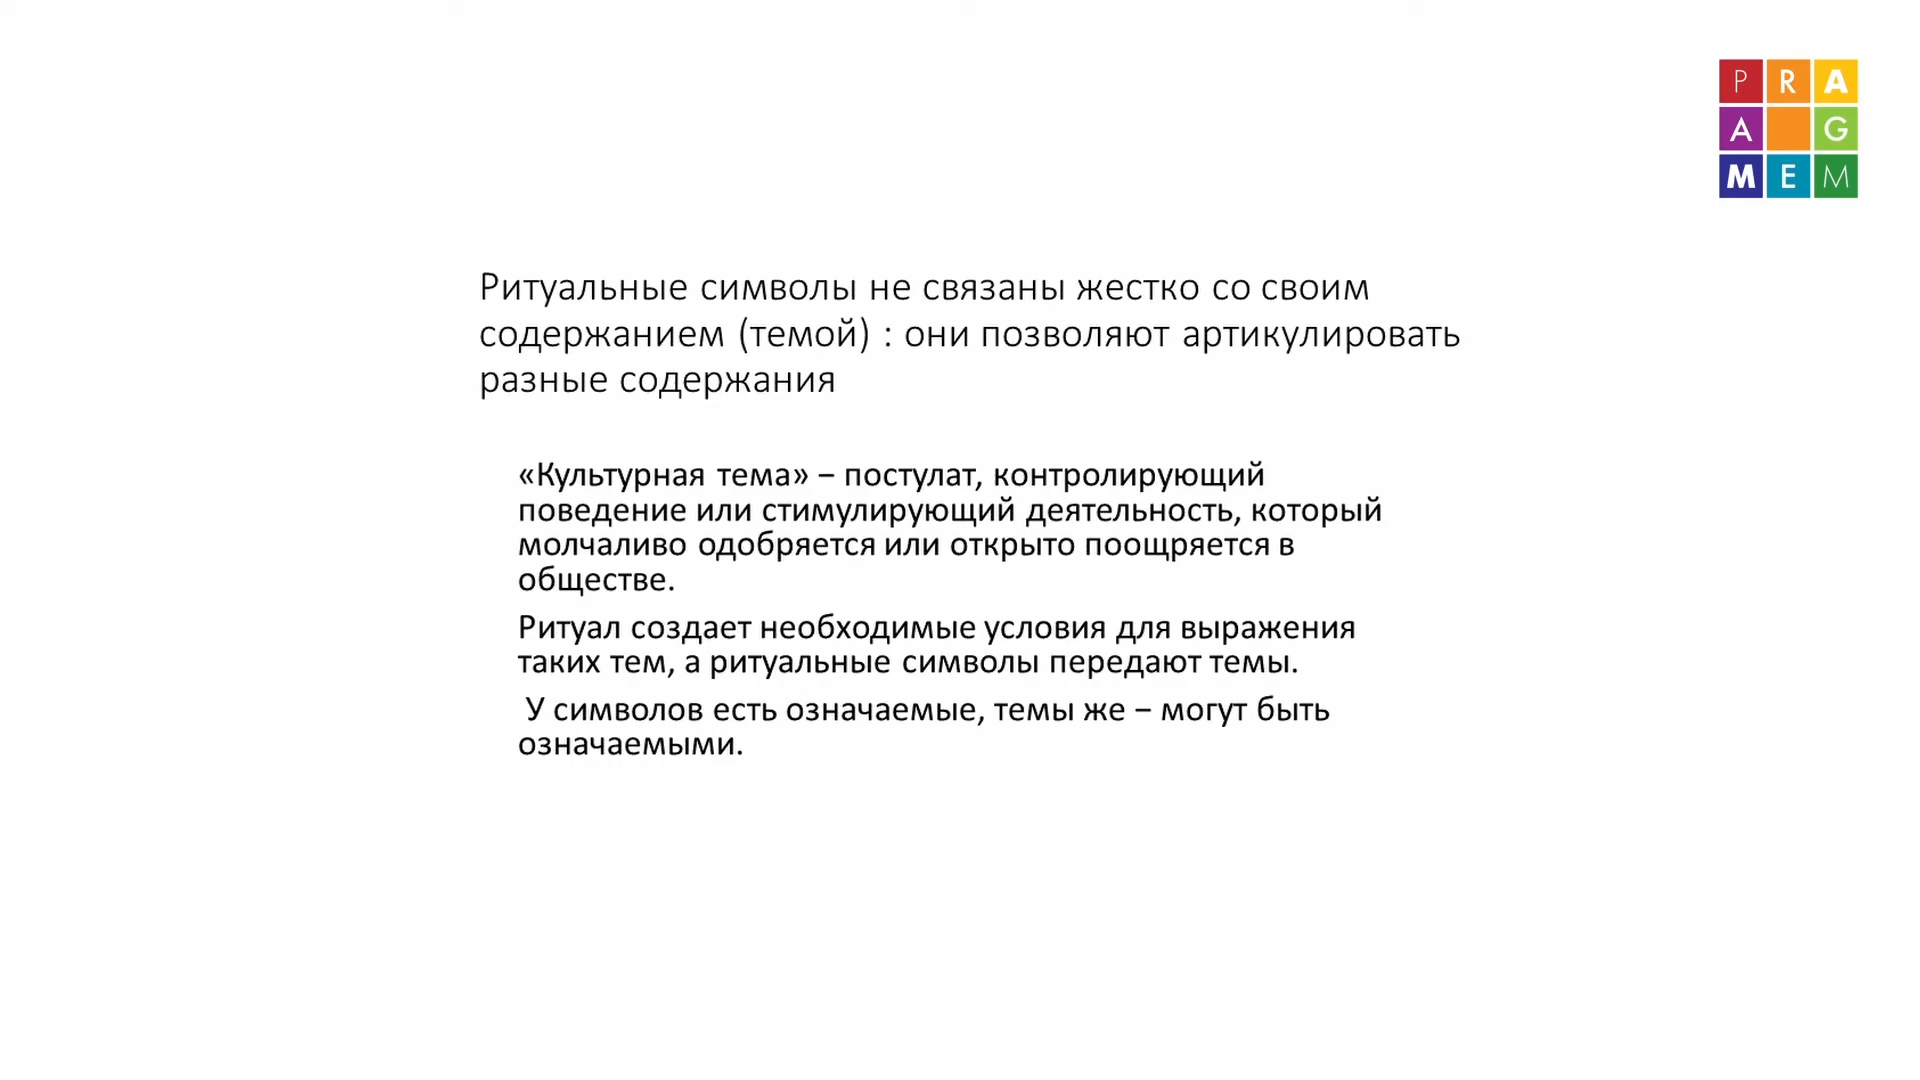 P R A
A G
M E M
Ритуальные символы не связаны жестко со своим
содержанием (темой) : они позволяют артикулировать
разные содержания
«Культурная тема» – постулат, контролирующий
поведение или стимулирующий деятельность, который
молчаливо одобряется или открыто поощряется в
обществе.
Ритуал создает необходимые условия для выражения
таких тем, а ритуальные символы передают темы.
У символов есть означаемые, темы же – могут быть
означаемыми.